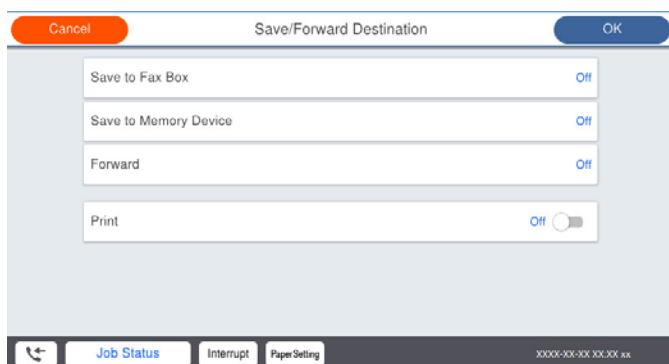 Cancel Save/Forward Destination OK
Save to Fax Box Off
Save to Memory Device Off
Forward Off
Print Off
Job Status Interrupt Paper Setting XXXX-XX-XX XX:XX xx